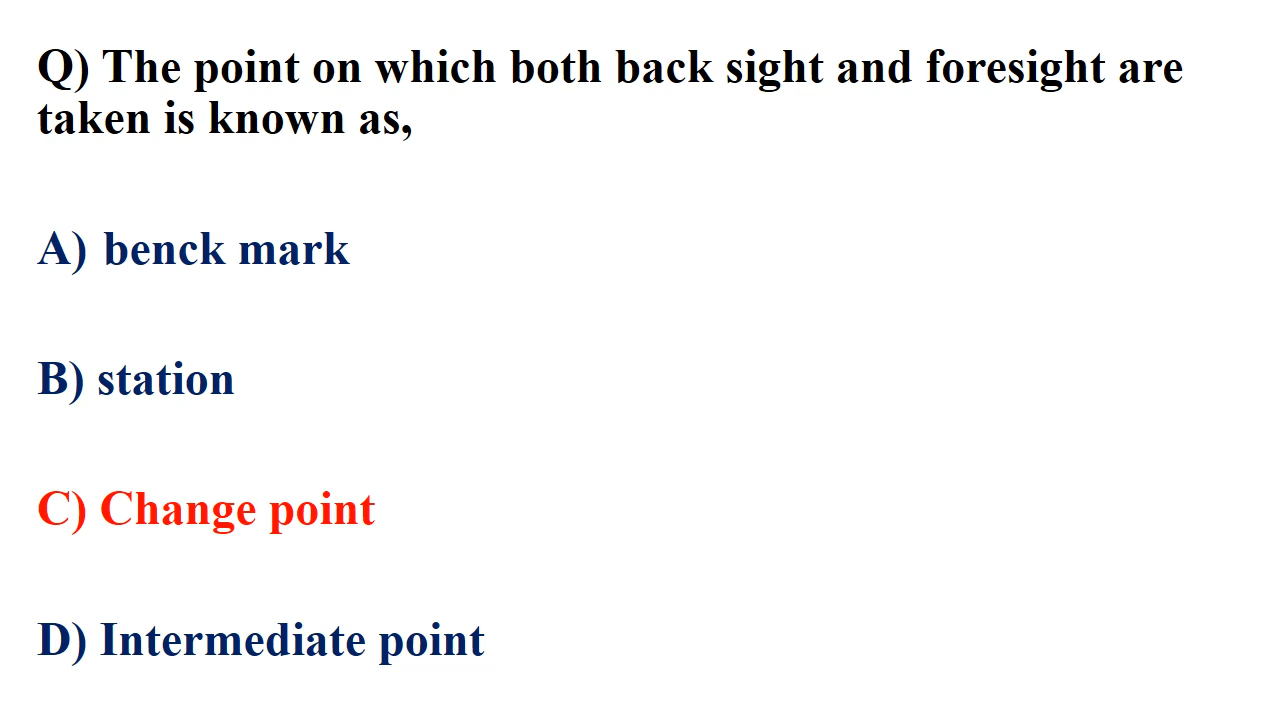 Q) The point on which both back sight and foresight are
taken is known as,
A) benck mark
B) station
C) Change point
D) Intermediate point